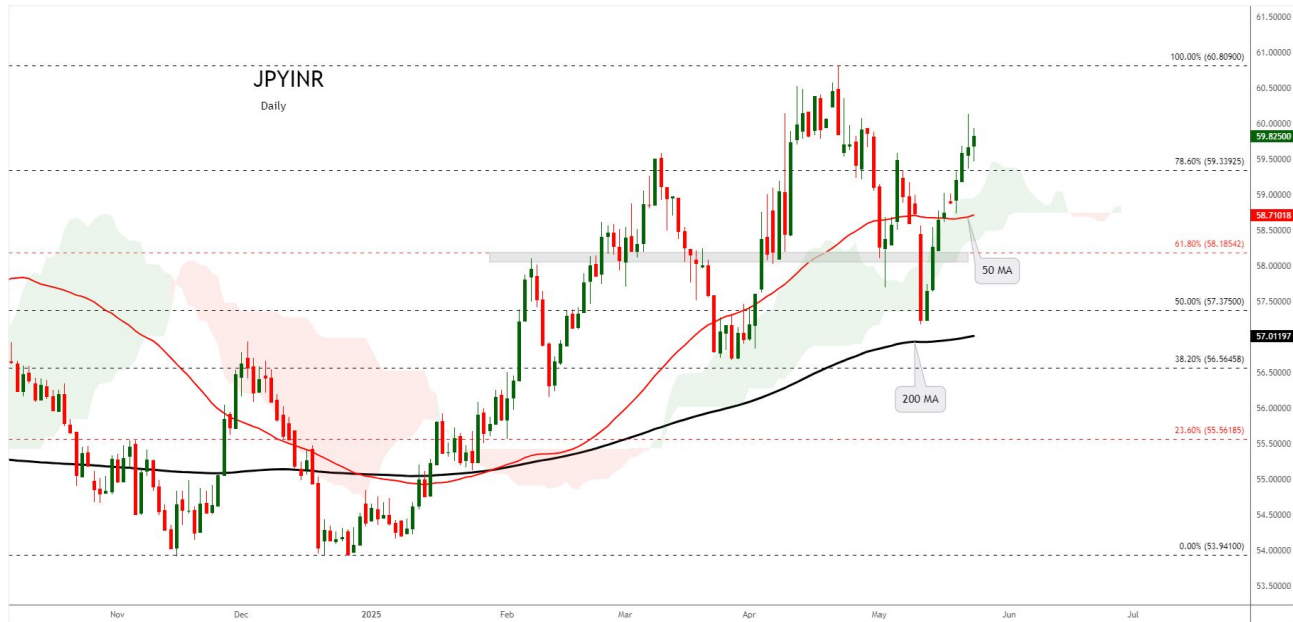 61.50000
61.00000
100.00% (60.80900)
JPYINR
Daily
60.50000
60.00000
59.82500
59.50000
78.60% (59.33925)
59.00000
58.71018
58.50000
61.80% (58.18542)
58.00000
50 MA
57.50000
50.00% (57.37500)
57.01197
56.50000
38.20% (56.56458)
200 MA
56.00000
55.50000
23.60% (55.56185)
55.00000
54.50000
54.00000
0.00% (53.94100)
53.50000
Nov
Dec
2025
Feb
Mar
Apr
May
Jun
Jul